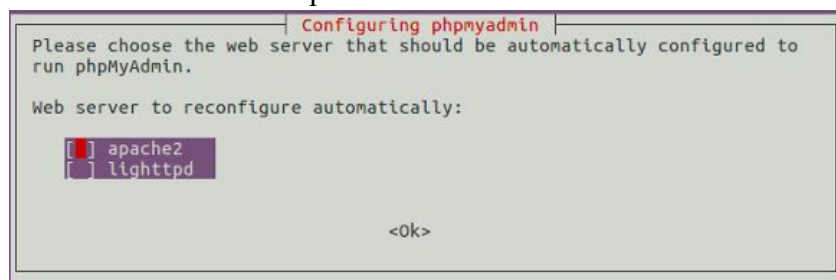 Configuring phpmyadmin
Please choose the web server that should be automatically configured to
run phpMyAdmin.
Web server to reconfigure automatically:
[ ] apache2
[ ] lighttpd
<Ok>